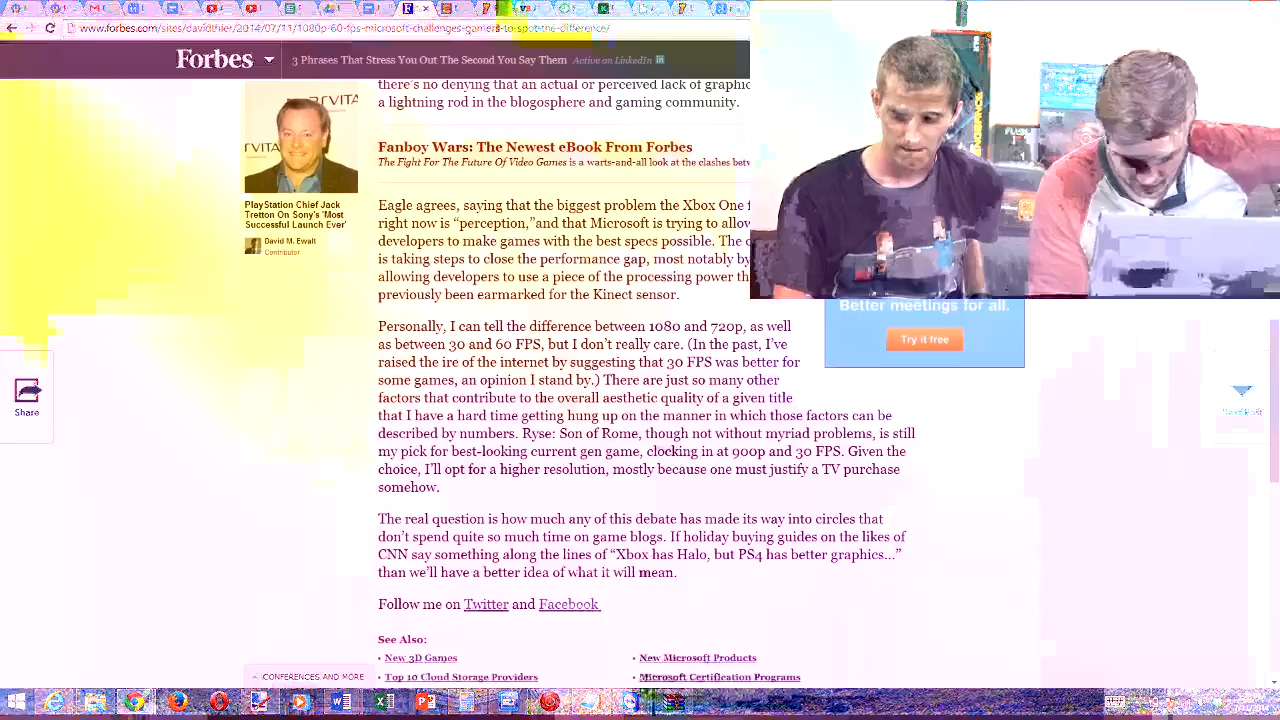 www.forbes.com/sites/davidthier/2014/07/11/1080p-60-fps-challenges-gamers-to-spot-the-difference/
Forbes
3 Phrases That Stress You Out The Second You Say Them Active on LinkedIn in
there's no denying that an actual or perceived lack of graphic
lightning rod in the blogosphere and gaming community.
Fanboy Wars: The Newest eBook From Forbes
The Fight For The Future Of Video Games is a warts-and-all look at the clashes betw
PlayStation Chief Jack
Tretton On Sony's 'Most
Successful Launch Ever'
David M. Ewalt
Contributor
Eagle agrees, saying that the biggest problem the Xbox One f
right now is “perception,”and that Microsoft is trying to allow
developers to make games with the best specs possible. The c
is taking steps to close the performance gap, most notably by
allowing developers to use a piece of the processing power th
previously been earmarked for the Kinect sensor.
Better meetings for all.
Try it free
Personally, I can tell the difference between 1080 and 720p, as well
as between 30 and 60 FPS, but I don’t really care. (In the past, I’ve
raised the ire of the internet by suggesting that 30 FPS was better for
some games, an opinion I stand by.) There are just so many other
factors that contribute to the overall aesthetic quality of a given title
that I have a hard time getting hung up on the manner in which those factors can be
described by numbers. Ryse: Son of Rome, though not without myriad problems, is still
my pick for best-looking current gen game, clocking in at 900p and 30 FPS. Given the
choice, I’ll opt for a higher resolution, mostly because one must justify a TV purchase
somehow.
Share
The real question is how much any of this debate has made its way into circles that
don’t spend quite so much time on game blogs. If holiday buying guides on the likes of
CNN say something along the lines of “Xbox has Halo, but PS4 has better graphics...”
than we’ll have a better idea of what it will mean.
Follow me on Twitter and Facebook
See Also:
New 3D Games
New Microsoft Products
Top 10 Cloud Storage Providers
Microsoft Certification Programs
CONFERENCES AND MORE